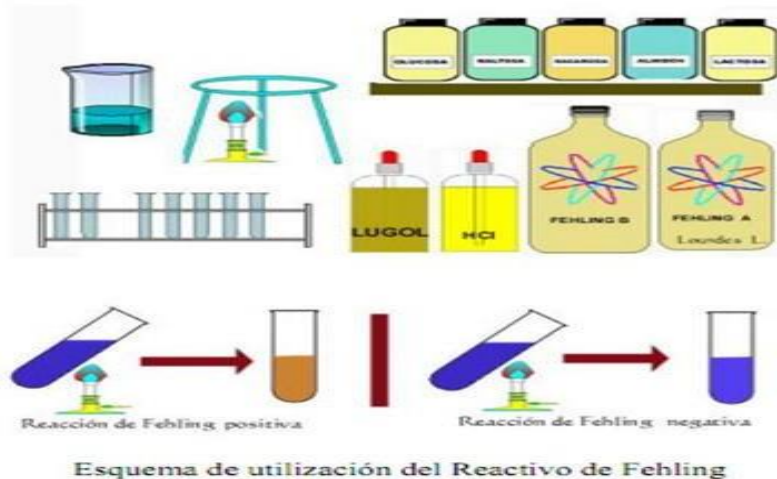 GLUCOSA MALTOSA SACAROSA ALMIDON LACTOSA
LUGOL
HCl
FEHLING B
FEHLING A
Lourdes L.
Reacción de Fehling positiva
Reacción de Fehling negativa
Esquema de utilización del Reactivo de Fehling